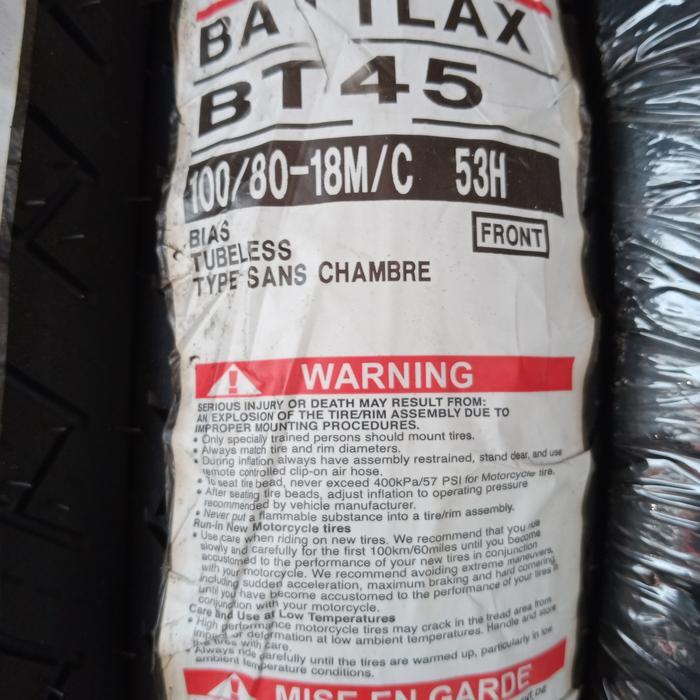 BATTLAX
BT45
100/80-18M/C 53H
BIAS
FRONT
TUBELESS
TYPE SANS CHAMBRE
WARNING
SERIOUS INJURY OR DEATH MAY RESULT FROM:
AN EXPLOSION OF THE TIRE/RIM ASSEMBLY DUE TO
IMPROPER MOUNTING PROCEDURES.
• Only specially trained persons should mount tires.
• Always match tire and rim diameters.
• During inflation always have assembly restrained, stand clear, and use
remote controlled clip-on air hose.
• To seat tire bead, never exceed 400kPa/57 PSI for Motorcycle tire.
• After seating tire beads, adjust inflation to operating pressure
recommended by vehicle manufacturer.
• Never put a flammable substance into a tire/rim assembly.
Run-in New Motorcycle tires
• Use care when riding on new tires. We recommend that you ride
slowly and carefully for the first 100km/60miles until you become
accustomed to the performance of your new tires in conjunction
with your motorcycle. We recommend avoiding extreme maneuvers,
including sudden acceleration, maximum braking and hard cornering
until you have become accustomed to the performance of your tires in
conjunction with your motorcycle.
Care and Use at Low Temperatures
• High performance motorcycle tires may crack in the tread area from
impact or deformation at low ambient temperatures. Handle and store
the tires with care.
• Always ride carefully until the tires are warmed up, particularly in low
ambient temperature conditions.
MISE EN GARDE